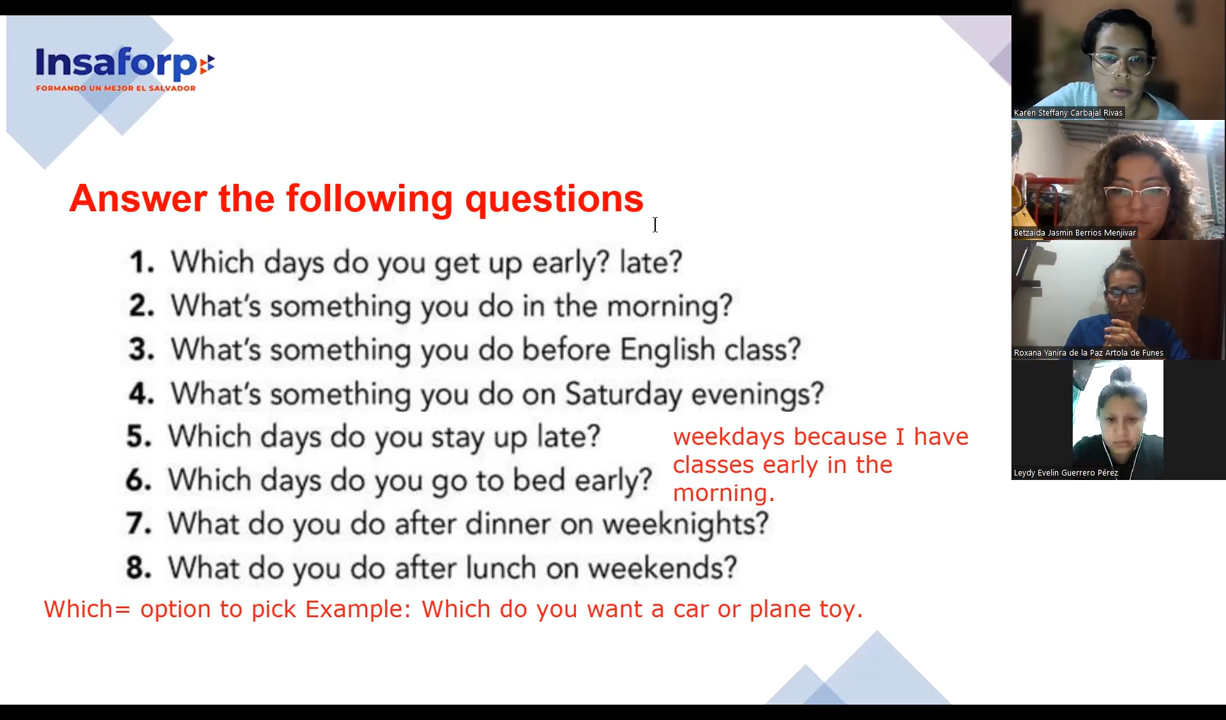 Insaforp
FORMANDO UN MEJOR EL SALVADOR
Answer the following questions
1. Which days do you get up early? late?
2. What's something you do in the morning?
3. What's something you do before English class?
4. What's something you do on Saturday evenings?
5. Which days do you stay up late?
6. Which days do you go to bed early?
weekdays because I have
classes early in the
morning.
7. What do you do after dinner on weeknights?
8. What do you do after lunch on weekends?
Which= option to pick Example: Which do you want a car or plane toy.
Karen Steffany Carbajal Rivas
Betzaida Jasmin Berrios Menjivar
Roxana Yanira de la Paz Artola de Funes
Leydy Evelin Guerrero Pérez